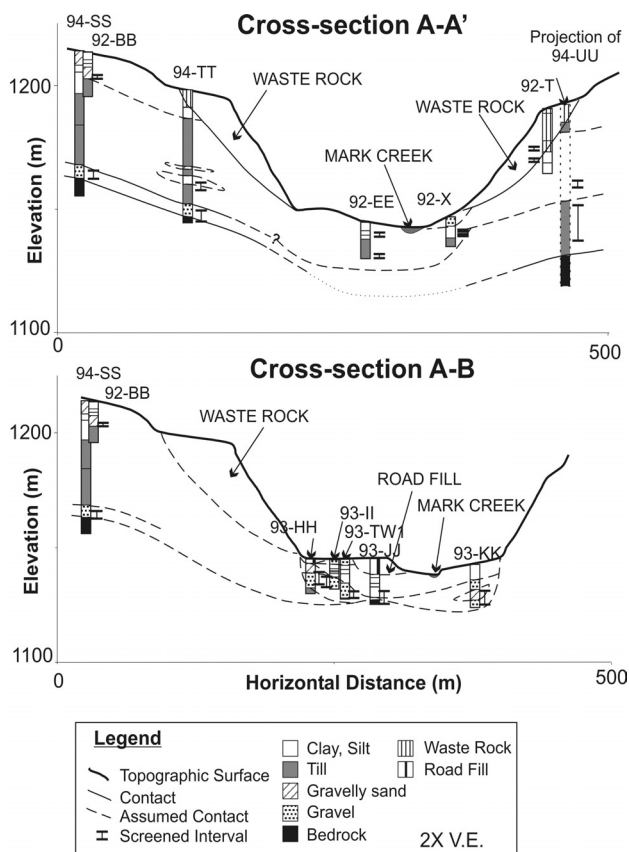 Cross-section A-A'
94-SS
92-BB
94-TT
WASTE ROCK
Projection of
94-UU
92-T
WASTE ROCK
MARK CREEK
92-EE
92-X
?
1200
Elevation (m)
1100
0
500
Cross-section A-B
94-SS
92-BB
WASTE ROCK
ROAD FILL
MARK CREEK
93-HH
93-II
93-TW1
93-JJ
93-KK
1200
Elevation (m)
1100
0
Horizontal Distance (m)
500
Legend
Topographic Surface
Contact
Assumed Contact
Screened Interval
Clay, Silt
Till
Gravelly sand
Gravel
Bedrock
Waste Rock
Road Fill
2X V.E.